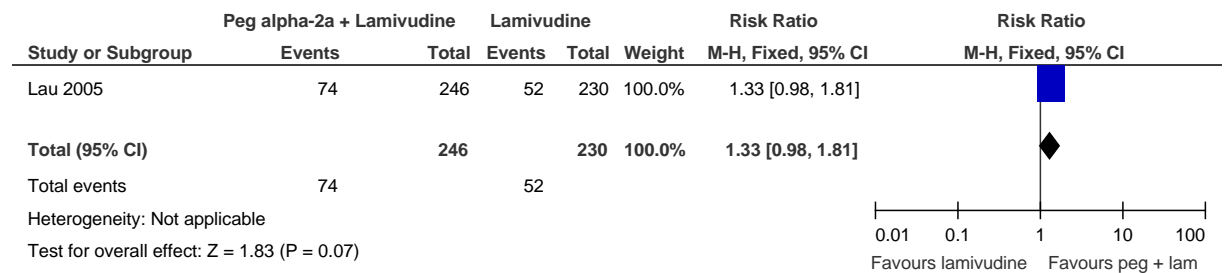 Peg alpha-2a + Lamivudine Lamivudine Risk Ratio Risk Ratio
Study or Subgroup Events Total Events Total Weight M-H, Fixed, 95% CI M-H, Fixed, 95% CI
Lau 2005 74 246 52 230 100.0% 1.33 [0.98, 1.81]
Total (95% CI) 246 230 100.0% 1.33 [0.98, 1.81]
Total events 74 52
Heterogeneity: Not applicable
Test for overall effect: Z = 1.83 (P = 0.07)
0.01 0.1 1 10 100
Favours lamivudine Favours peg + lam